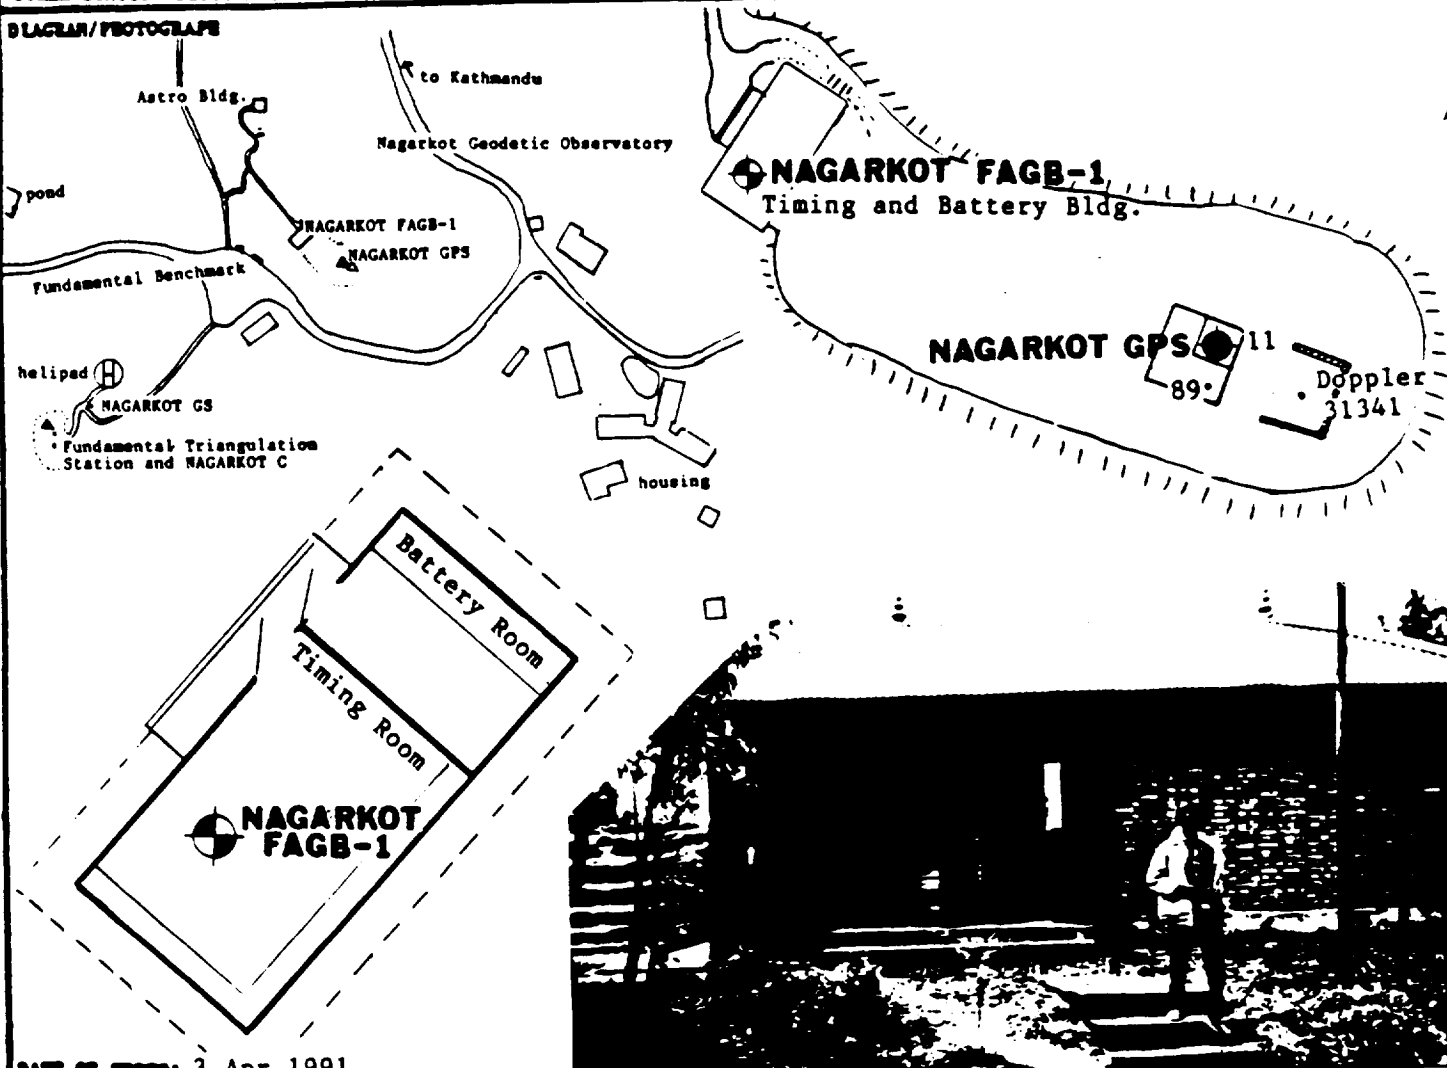 DIAGRAM/PHOTOGRAPH
to Kathmandu
Astro Bldg.
Nagarkot Geodetic Observatory
pond
NAGARKOT FAGB-1
NAGARKOT GPS
Fundamental Benchmark
helipad
H
NAGARKOT GS
Fundamental Triangulation
Station and NAGARKOT C
housing
NAGARKOT FAGB-1
Timing and Battery Bldg.
NAGARKOT GPS
11
89°
Doppler
31341
Battery Room
Timing Room
NAGARKOT
FAGB-1
3 Apr 1991